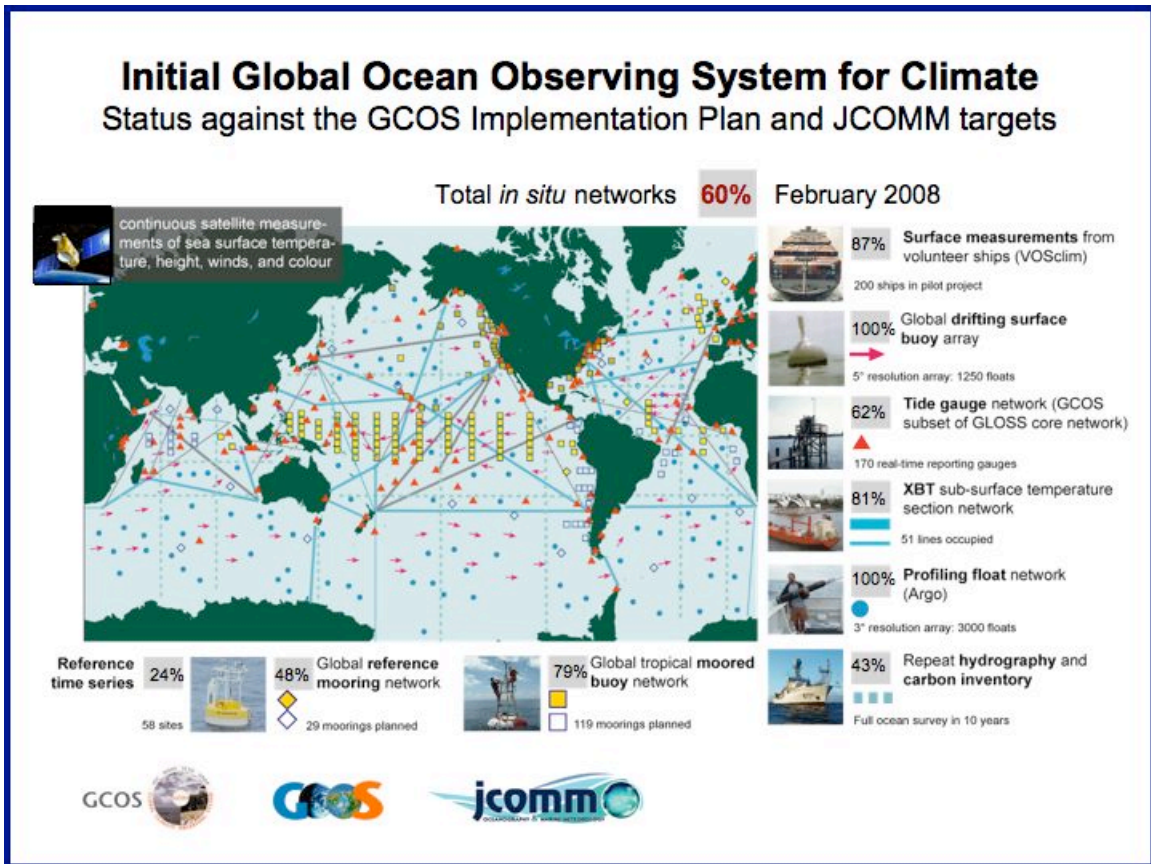 Initial Global Ocean Observing System for Climate
Status against the GCOS Implementation Plan and JCOMM targets
Total in situ networks 60% February 2008
continuous satellite measure-
ments of sea surface tempera-
ture, height, winds, and colour
87% Surface measurements from
volunteer ships (VOSclim)
200 ships in pilot project
100% Global drifting surface
buoy array
5° resolution array: 1250 floats
62% Tide gauge network (GCOS
subset of GLOSS core network)
170 real-time reporting gauges
81% XBT sub-surface temperature
section network
51 lines occupied
100% Profiling float network
(Argo)
3° resolution array: 3000 floats
43% Repeat hydrography and
carbon inventory
Full ocean survey in 10 years
Reference
time series 24%
58 sites
48% Global reference
mooring network
29 moorings planned
79% Global tropical moored
buoy network
119 moorings planned
GCOS
GOOS
jcomm
OCEANOGRAPHY & MARINE METEOROLOGY